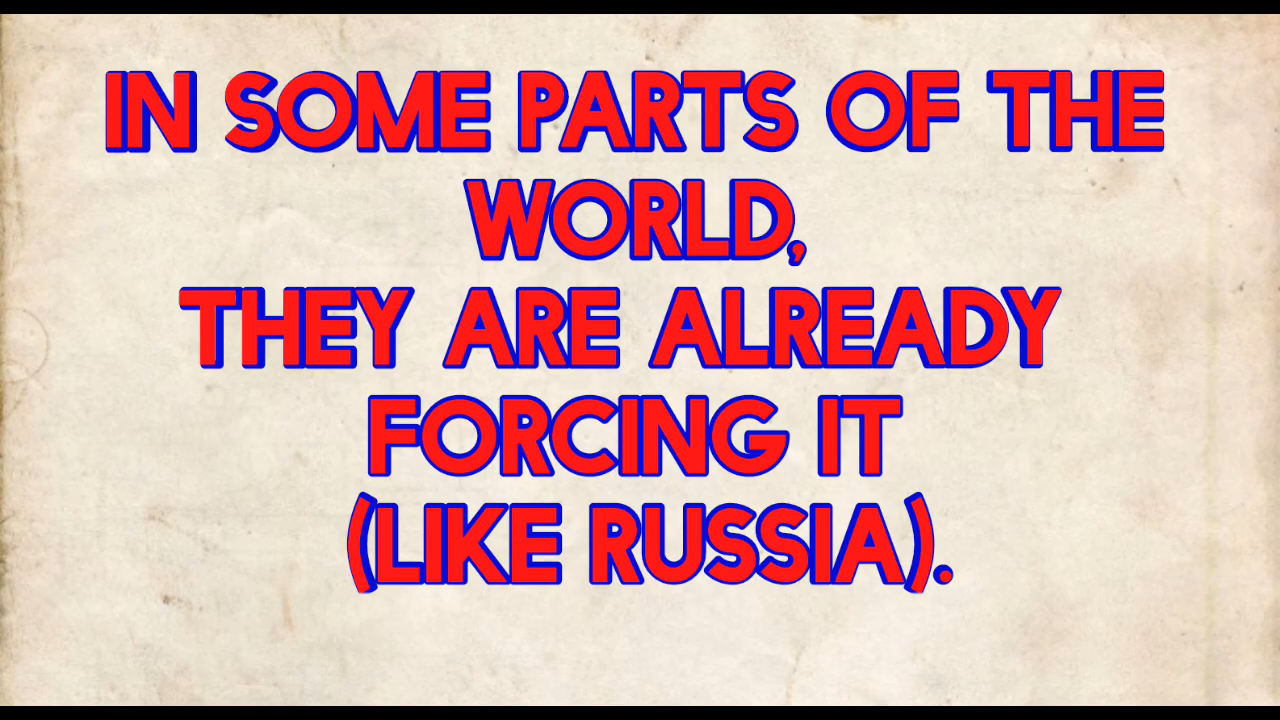 IN SOME PARTS OF THE
WORLD,
THEY ARE ALREADY
FORCING IT
(LIKE RUSSIA).